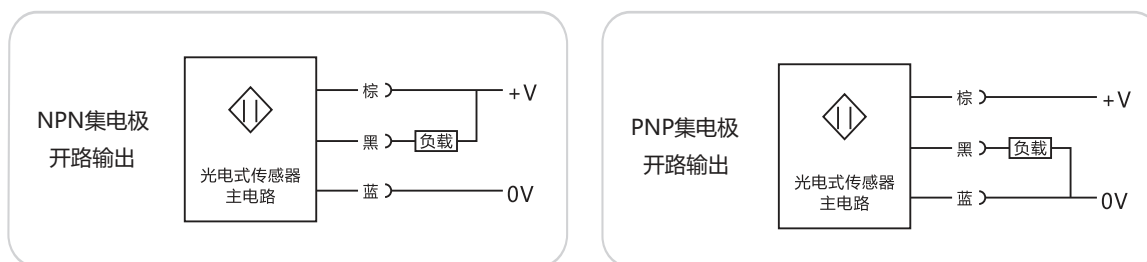 NPN集电极
开路输出
光电式传感器
主电路
棕
+V
黑
负载
蓝
0V
PNP集电极
开路输出
光电式传感器
主电路
棕
+V
黑
负载
蓝
0V